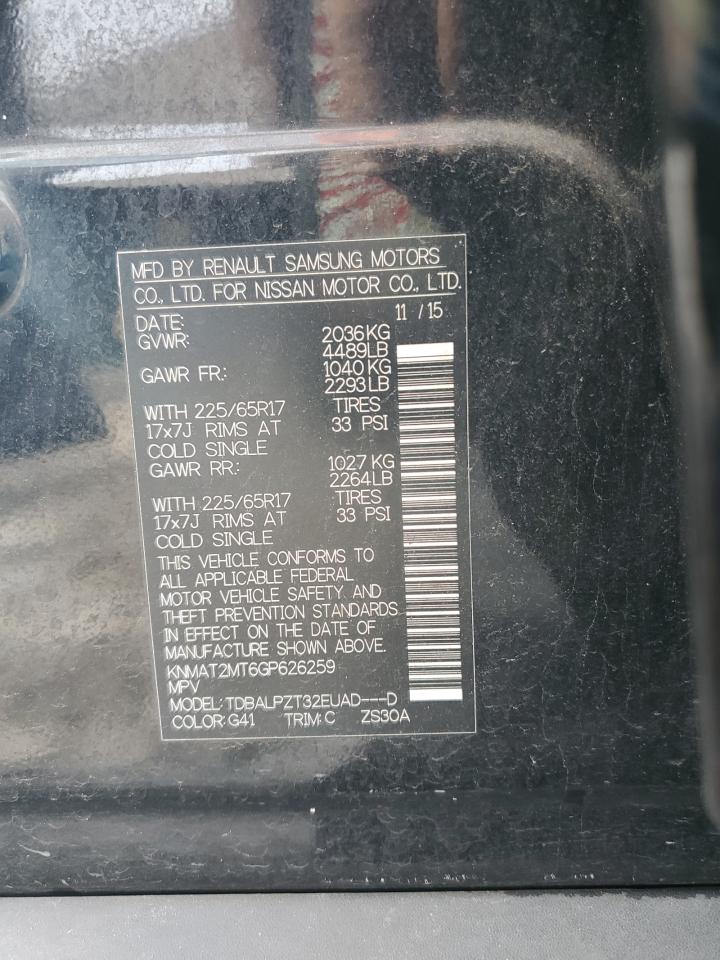 MFD BY RENAULT SAMSUNG MOTORS
CO., LTD. FOR NISSAN MOTOR CO., LTD.
DATE: 11 / 15
GVWR: 2036KG
4489LB
GAWR FR.: 1040 KG
2293 LB
WITH 225/65R17 TIRES
17x7J RIMS AT 33 PSI
COLD SINGLE
GAWR RR: 1027 KG
2264LB
WITH 225/65R17 TIRES
17x7J RIMS AT 33 PSI
COLD SINGLE
THIS VEHICLE CONFORMS TO
ALL APPLICABLE FEDERAL
MOTOR VEHICLE SAFETY AND
THEFT PREVENTION STANDARDS
IN EFFECT ON THE DATE OF
MANUFACTURE SHOWN ABOVE.
KNMAT2MT6GP626259
MPV
MODEL: TDBALPZT32EUAD---D
COLOR: G41 TRIM: C ZS30A